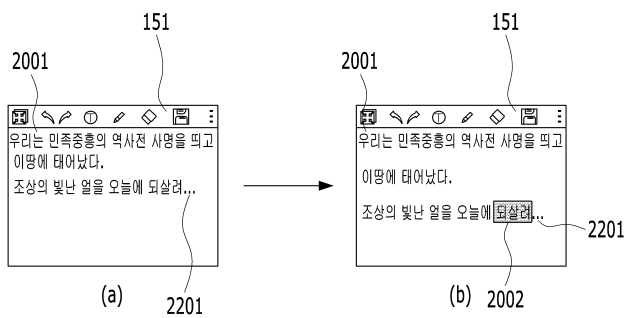 151
2001
우리는 민족중흥의 역사전 사명을 띄고
이땅에 태어났다.
조상의 빛난 얼을 오늘에 되살려...
(a)
2201
151
2001
우리는 민족중흥의 역사전 사명을 띄고
이땅에 태어났다.
조상의 빛난 얼을 오늘에 되살려...
2201
(b)
2002